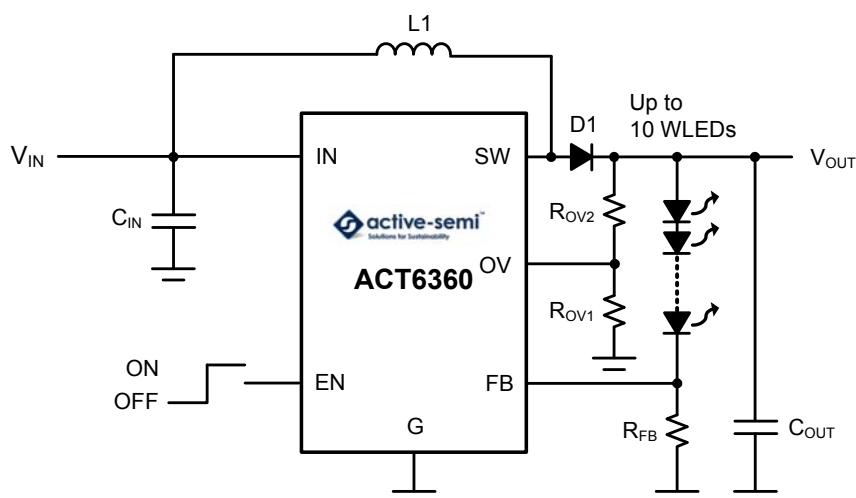 L1
Up to
10 WLEDs
D1
V_IN
IN
SW
V_OUT
C_IN
R_OV2
active-semi™
Solutions for Sustainability
OV
ACT6360
R_OV1
ON
OFF
EN
FB
G
R_FB
C_OUT